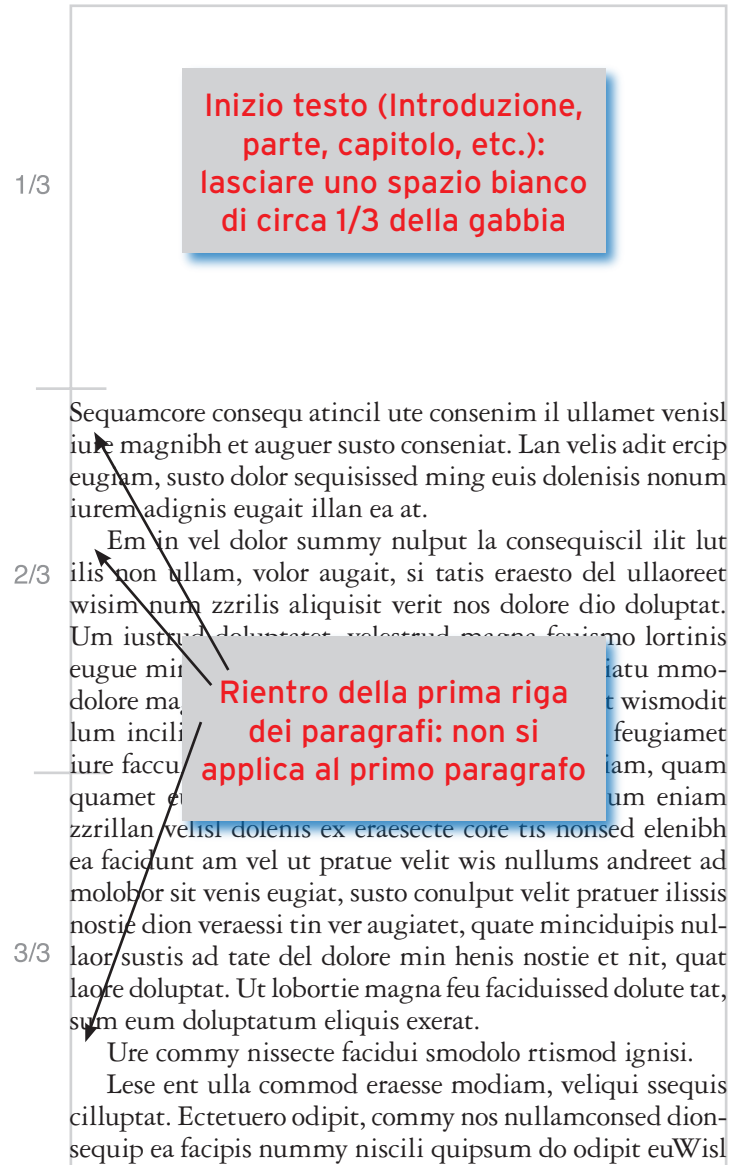 Inizio testo (Introduzione,
parte, capitolo, etc.):
lasciare uno spazio bianco
di circa 1/3 della gabbia
1/3
Sequamcore consequ atincil ute consenim il ullamet venisl
iure magnibh et auguer susto conseniat. Lan velis adit ercip
eugiam, susto dolor sequisissed ming euis dolenisis nonum
iurem adignis eugait illan ea at.
Em in vel dolor summy nulput la consequiscil ilit lut
2/3
ilis non ullam, volor augait, si tatis eraesto del ullaoreet
wisim num zzrilis aliquisit verit nos dolore dio doluptat.
Um iustrud doluptatet, velestrud magna feuismo lortinis
eugue min iatu mmo-
dolore mag t wismodit
lum incili feugiamet
iure faccu iam, quam
quamet eu um eniam
Rientro della prima riga
dei paragrafi: non si
applica al primo paragrafo
zzrillan velisl dolenis ex eraesecte core tis nonsed elenibh
ea facidunt am vel ut pratue velit wis nullums andreet ad
molobor sit venis eugiat, susto conulput velit pratuer ilissis
nostie dion veraessi tin ver augiatet, quate minciduipis nul-
3/3
laor sustis ad tate del dolore min henis nostie et nit, quat
laore doluptat. Ut lobortie magna feu faciduissed dolute tat,
sum eum doluptatum eliquis exerat.
Ure commy nissecte facidui smodolo rtismod ignisi.
Lese ent ulla commod eraesse modiam, veliqui ssequis
cilluptat. Ectetuero odipit, commy nos nullamconsed dion-
sequip ea facipis nummy niscili quipsum do odipit euWisl